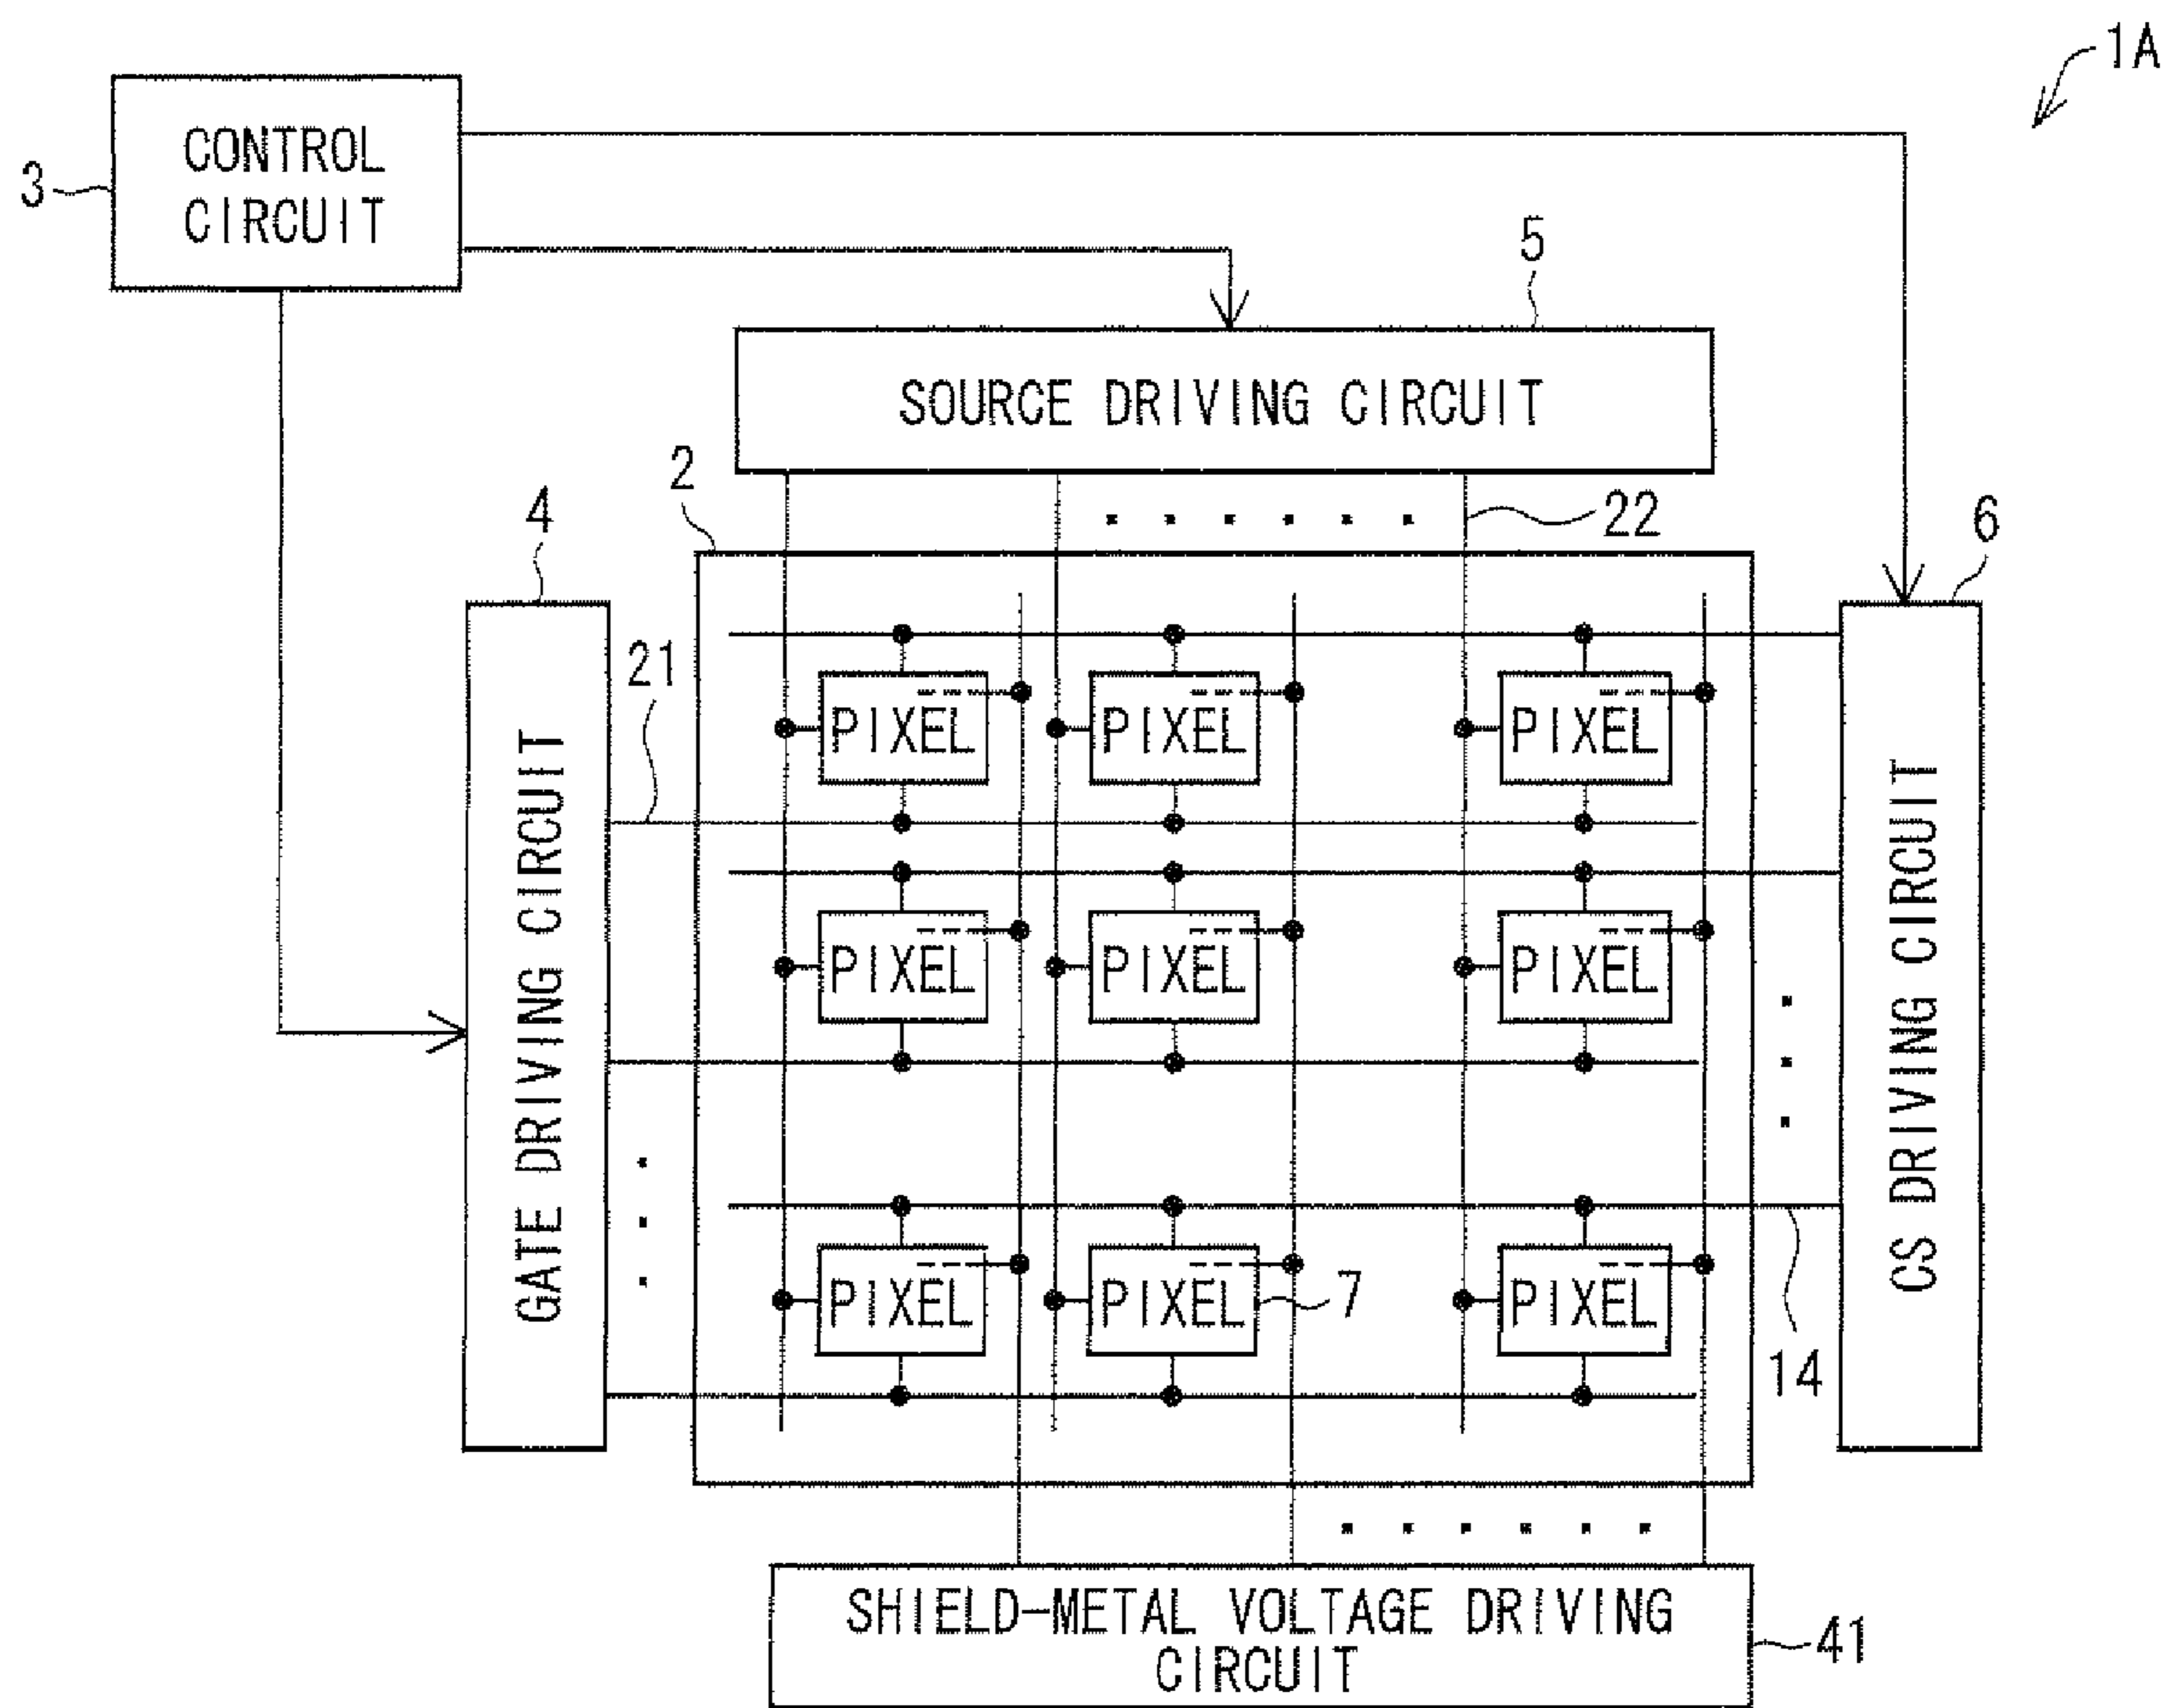 1A
3
CONTROL
CIRCUIT
5
SOURCE DRIVING CIRCUIT
2
22
4
6
21
GATE DRIVING CIRCUIT
CS DRIVING CIRCUIT
PIXEL PIXEL PIXEL
PIXEL PIXEL PIXEL
PIXEL PIXEL PIXEL
7
14
SHIELD-METAL VOLTAGE DRIVING
CIRCUIT
41